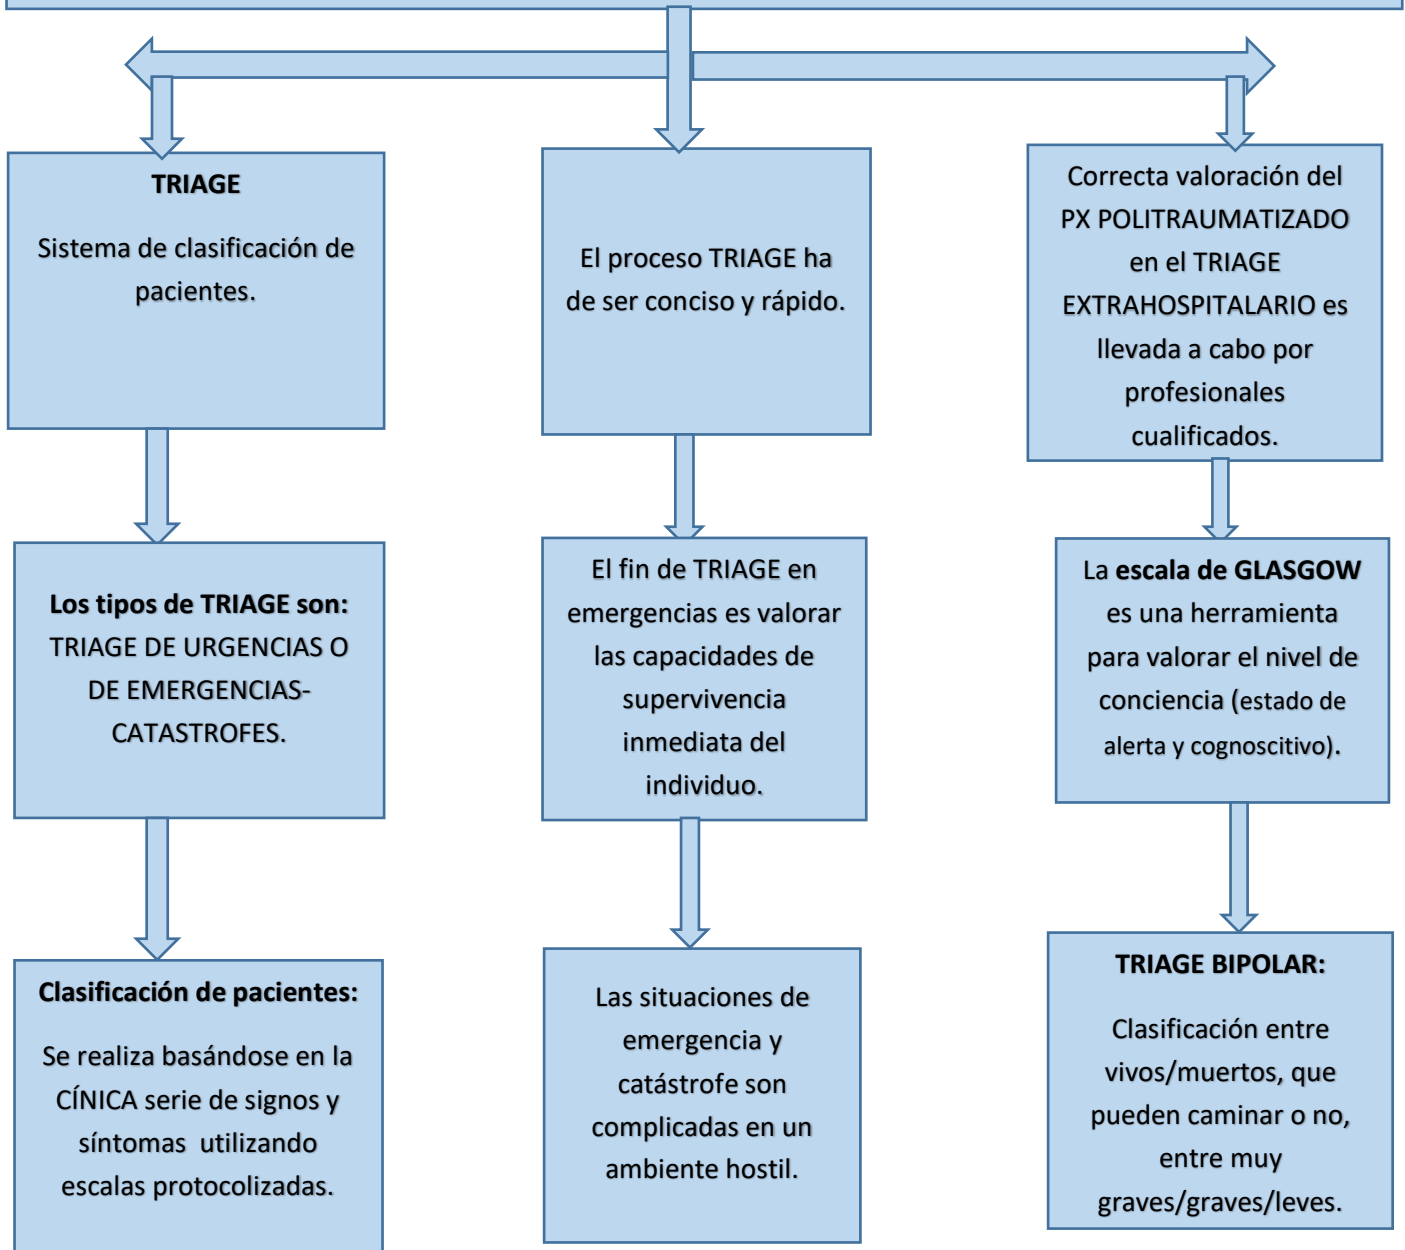 TRIAGE
Sistema de clasificación de
pacientes.
Los tipos de TRIAGE son:
TRIAGE DE URGENCIAS O
DE EMERGENCIAS-
CATASTROFES.
Clasificación de pacientes:
Se realiza basándose en la
CÍNICA serie de signos y
síntomas utilizando
escalas protocolizadas.
El proceso TRIAGE ha
de ser conciso y rápido.
El fin de TRIAGE en
emergencias es valorar
las capacidades de
supervivencia
inmediata del
individuo.
Las situaciones de
emergencia y
catástrofe son
complicadas en un
ambiente hostil.
Correcta valoración del
PX POLITRAUMATIZADO
en el TRIAGE
EXTRAHOSPITALARIO es
llevada a cabo por
profesionales
cualificados.
La escala de GLASGOW
es una herramienta
para valorar el nivel de
conciencia (estado de
alerta y cognoscitivo).
TRIAGE BIPOLAR:
Clasificación entre
vivos/muertos, que
pueden caminar o no,
entre muy
graves/graves/leves.